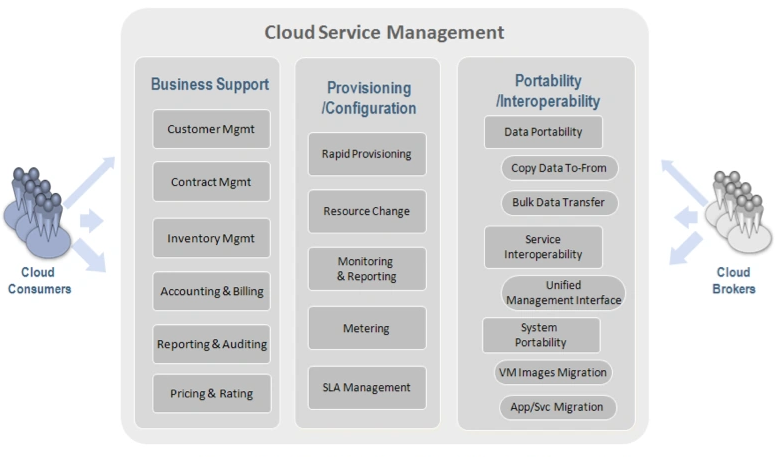 Cloud Service Management
Business Support
Customer Mgmt
Contract Mgmt
Inventory Mgmt
Accounting & Billing
Reporting & Auditing
Pricing & Rating
Provisioning
/Configuration
Rapid Provisioning
Resource Change
Monitoring
& Reporting
Metering
SLA Management
Portability
/Interoperability
Data Portability
Copy Data To-From
Bulk Data Transfer
Service
Interoperability
Unified
Management Interface
System
Portability
VM Images Migration
App/Svc Migration
Cloud
Consumers
Cloud
Brokers